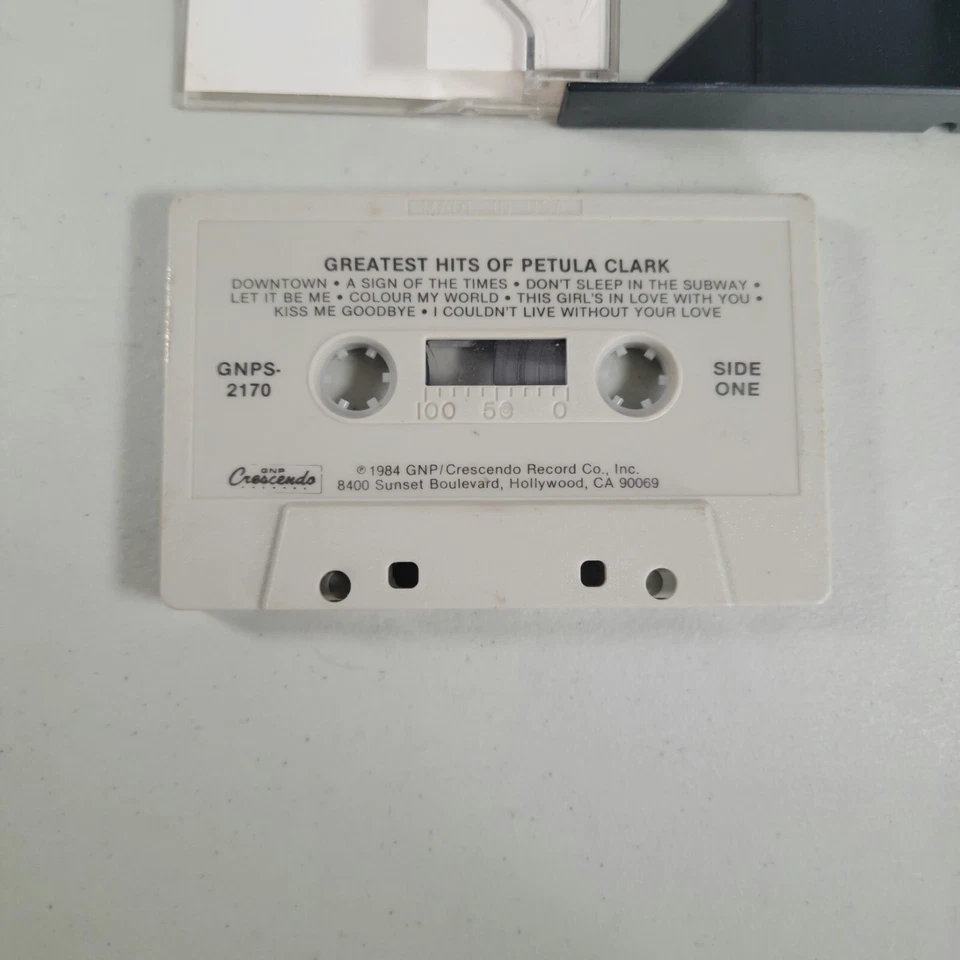 GREATEST HITS OF PETULA CLARK
DOWNTOWN • A SIGN OF THE TIMES • DON'T SLEEP IN THE SUBWAY •
LET IT BE ME • COLOUR MY WORLD • THIS GIRL'S IN LOVE WITH YOU •
KISS ME GOODBYE • I COULDN'T LIVE WITHOUT YOUR LOVE
GNPS-
2170
SIDE
ONE
100 50 0
GNP
Crescendo
℗ 1984 GNP/Crescendo Record Co., Inc.
8400 Sunset Boulevard, Hollywood, CA 90069